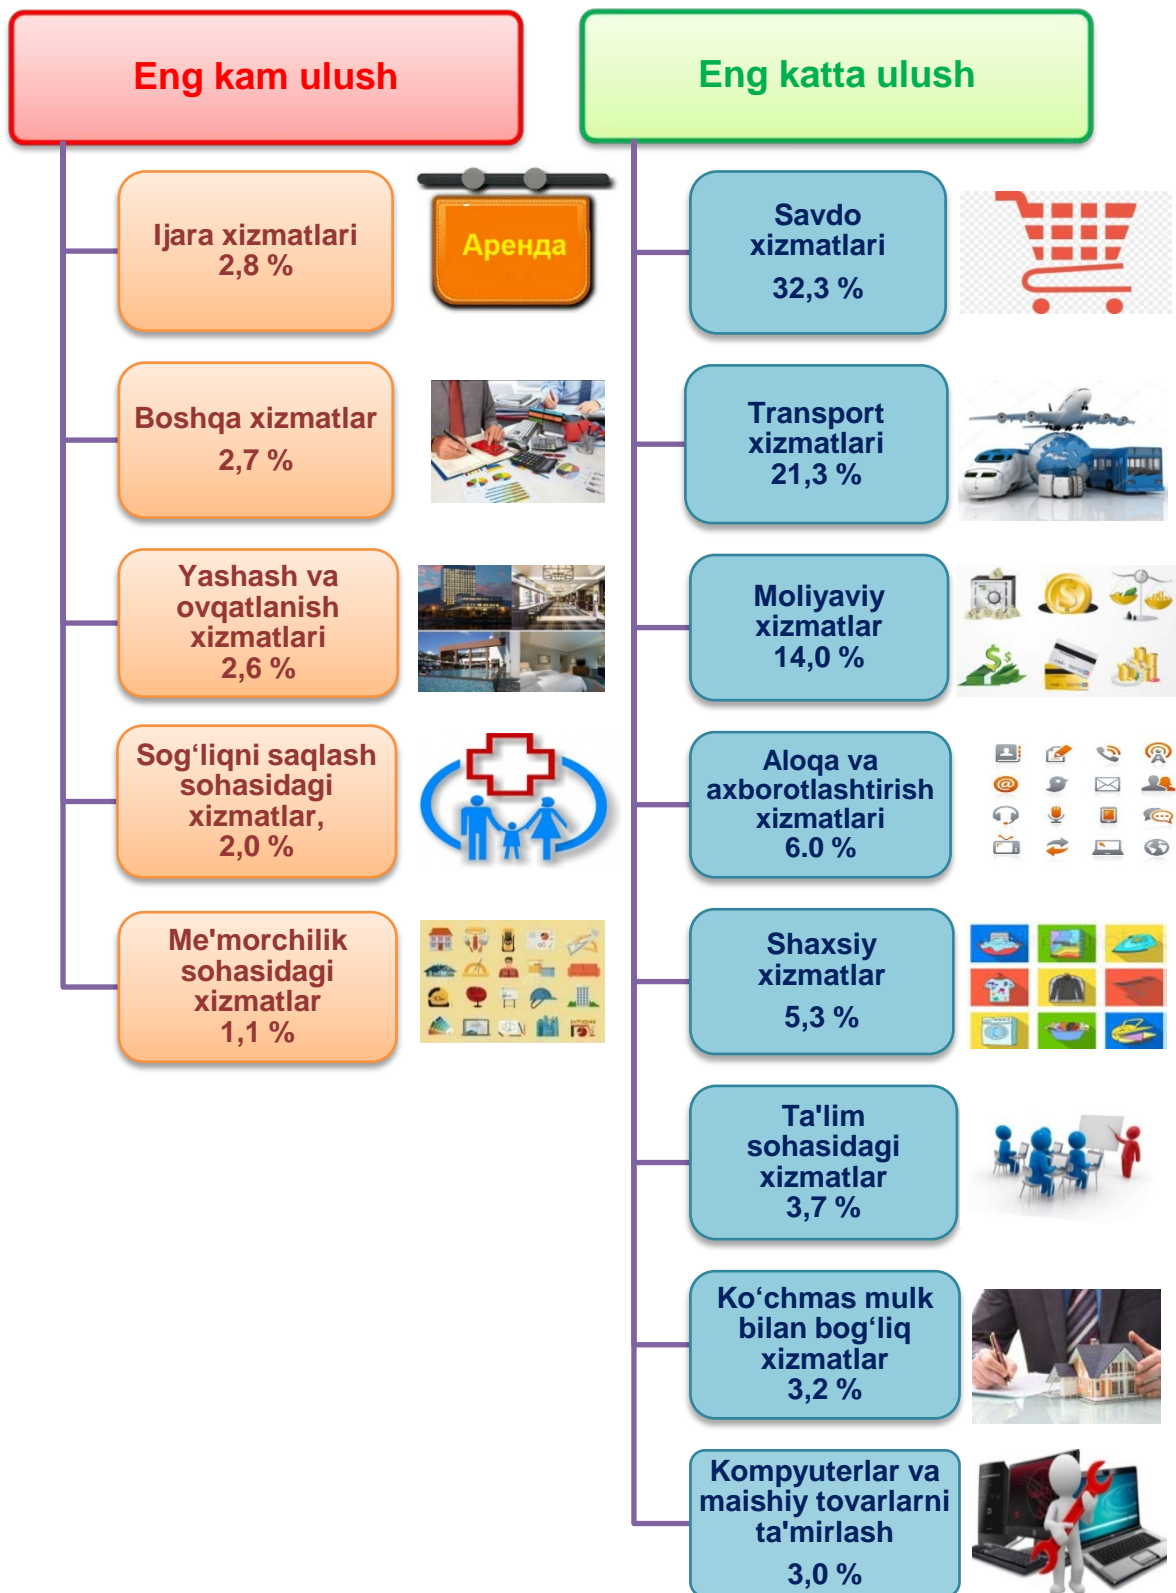 Eng kam ulush
Ijara xizmatlari
2,8 %
Аренда
Boshqa xizmatlar
2,7 %
Yashash va
ovqatlanish
xizmatlari
2,6 %
Sog‘liqni saqlash
sohasidagi
xizmatlar,
2,0 %
Me'morchilik
sohasidagi
xizmatlar
1,1 %
Eng katta ulush
Savdo
xizmatlari
32,3 %
Transport
xizmatlari
21,3 %
Moliyaviy
xizmatlar
14,0 %
Aloqa va
axborotlashtirish
xizmatlari
6.0 %
Shaxsiy
xizmatlar
5,3 %
Ta'lim
sohasidagi
xizmatlar
3,7 %
Ko‘chmas mulk
bilan bog‘liq
xizmatlar
3,2 %
Kompyuterlar va
maishiy tovarlarni
ta'mirlash
3,0 %